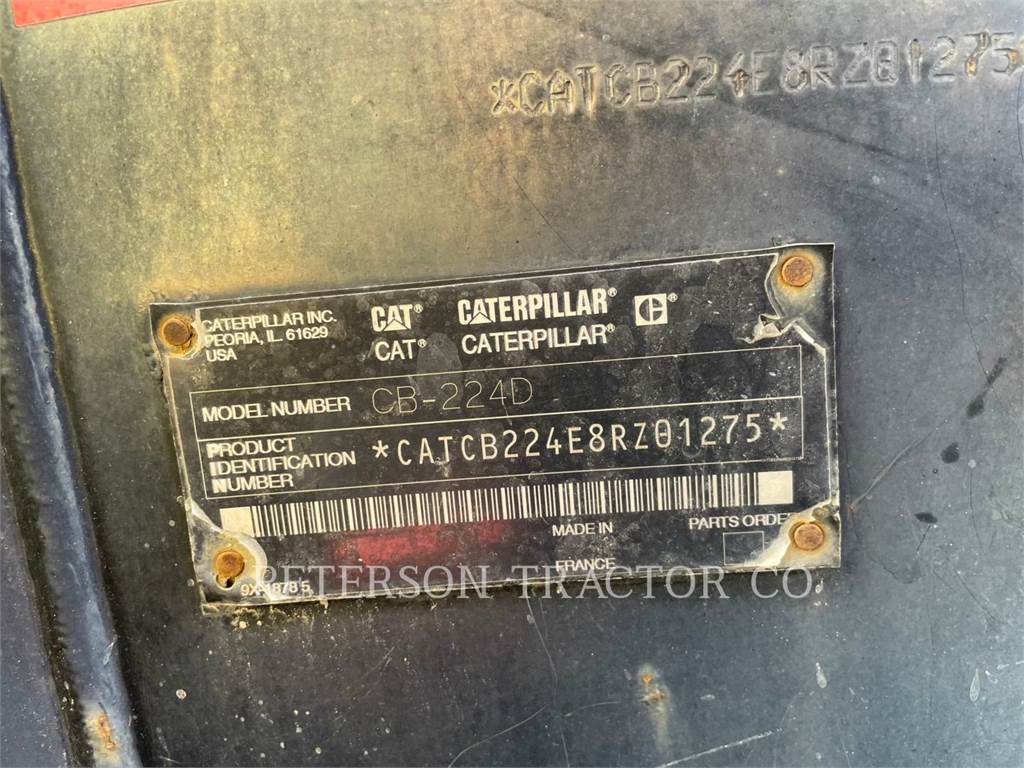 *CATCB224E8RZ01275
CATERPILLAR INC.
PEORIA, IL. 61629
USA
CAT® CATERPILLAR® C®
CAT® CATERPILLAR®
MODEL NUMBER CB-224D
PRODUCT
IDENTIFICATION
NUMBER
*CATCB224E8RZ01275*
MADE IN
FRANCE
PARTS ORDER
PETERSON TRACTOR CO